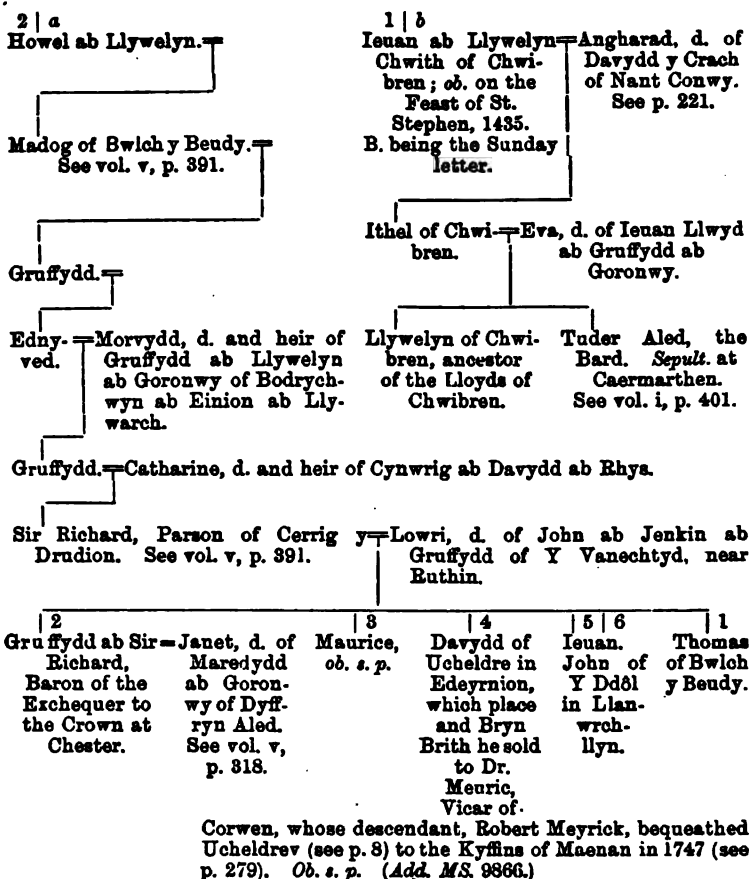 2 | a
Howel ab Llywelyn.
Madog of Bwlch y Beudy.
See vol. v, p. 391.
Gruffydd.
1 | b
Ieuan ab Llywelyn
Chwith of Chwi-
bren; ob. on the
Feast of St.
Stephen, 1435.
B. being the Sunday
letter.
Angharad, d. of
Davydd y Crach
of Nant Conwy.
See p. 221.
Ithel of Chwi-
bren.
Eva, d. of Ieuan Llwyd
ab Gruffydd ab
Goronwy.
Edny-
ved.
Morvydd, d. and heir of
Gruffydd ab Llywelyn
ab Goronwy of Bodrych-
wyn ab Einion ab Lly-
warch.
Llywelyn of Chwi-
bren, ancestor
of the Lloyds of
Chwibren.
Tuder Aled, the
Bard. Sepult. at
Caermarthen.
See vol. i, p. 401.
Gruffydd.=Catharine, d. and heir of Cynwrig ab Davydd ab Rhys.
Sir Richard, Parson of Cerrig y
Drudion. See vol. v, p. 391.
Lowri, d. of John ab Jenkin ab
Gruffydd of Y Vanechtyd, near
Ruthin.
| 2
Gruffydd ab Sir
Richard,
Baron of the
Exchequer to
the Crown at
Chester.
Janet, d. of
Maredydd
ab Goron-
wy of Dyff-
ryn Aled.
See vol. v,
p. 318.
| 3
Maurice,
ob. s. p.
| 4
Davydd of
Ucheldre in
Edeyrnion,
which place
and Bryn
Brith he sold
to Dr.
Meuric,
Vicar of
| 5 | 6
Ieuan.
John of
Y Ddôl
in Llan-
wrch-
llyn.
| 1
Thomas
of Bwlch
y Beudy.
Corwen, whose descendant, Robert Meyrick, bequeathed
Ucheldrev (see p. 8) to the Kyffins of Maenan in 1747 (see
p. 279). Ob. s. p. (Add. MS. 9866.)